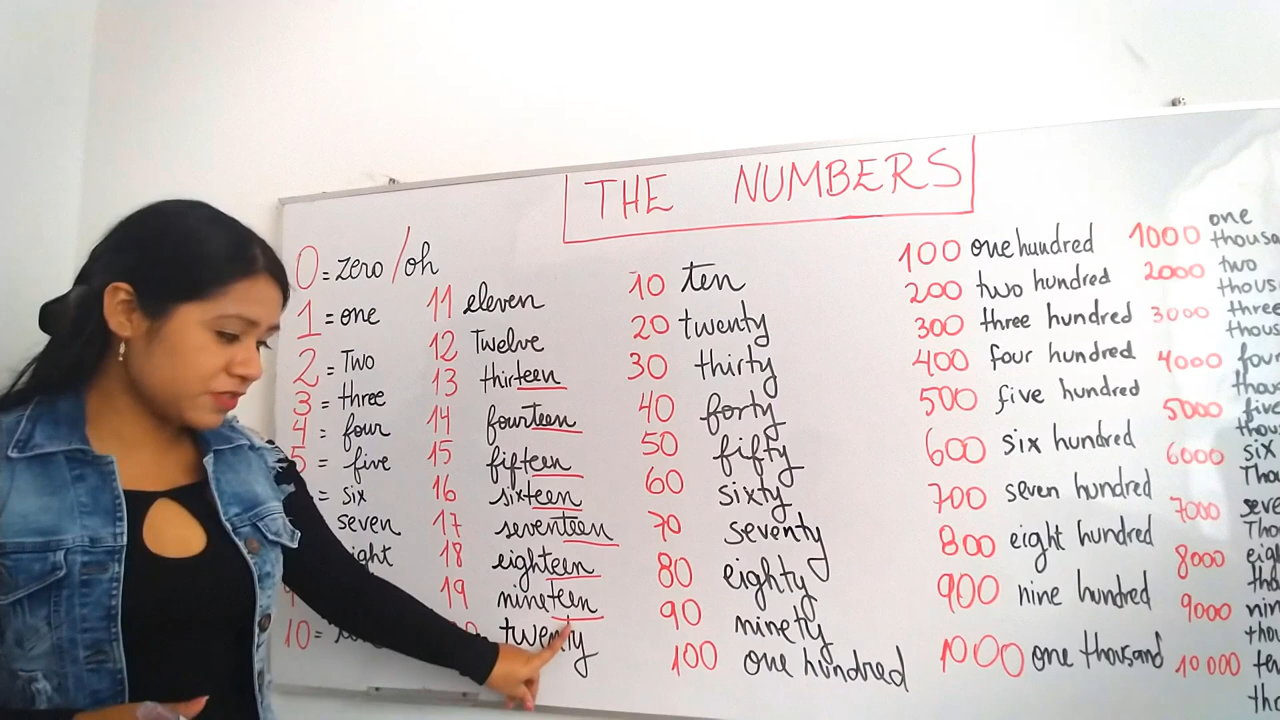 THE NUMBERS
0 = zero / oh
1 = one
2 = Two
3 = three
4 = four
5 = five
= six
seven
10 =
11 eleven
12 Twelve
13 thirteen
14 fourteen
15 fifteen
16 sixteen
17 seventeen
18 eighteen
19 nineteen
twenty
10 ten
20 twenty
30 thirty
40 forty
50 fifty
60 sixty
70 seventy
80 eighty
90 ninety
100 one hundred
100 one hundred
200 two hundred
300 three hundred
400 four hundred
500 five hundred
600 six hundred
700 seven hundred
800 eight hundred
900 nine hundred
1000 one thousand
1000 one
2000 two
3000 three
4000 four
5000 five
6000 six
7000
8000
9000
10 000